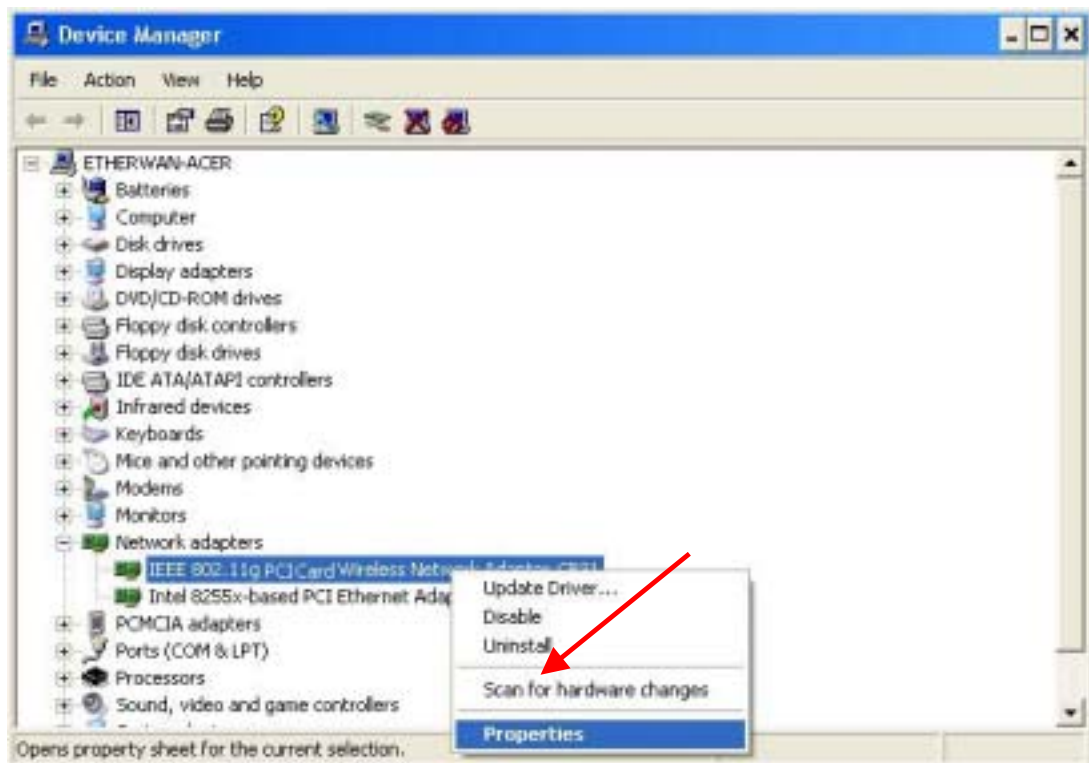 Device Manager
File Action View Help
ETHERWAN-ACER
Batteries
Computer
Disk drives
Display adapters
DVD/CD-ROM drives
Floppy disk controllers
Floppy disk drives
IDE ATA/ATAPI controllers
Infrared devices
Keyboards
Mice and other pointing devices
Modems
Monitors
Network adapters
IEEE 802.11g PCI Card Wireless Network
Intel 8255x-based PCI Ethernet Adap
PCMCIA adapters
Ports (COM & LPT)
Processors
Sound, video and game controllers
Update Driver...
Disable
Uninstall
Scan for hardware changes
Properties
Opens property sheet for the current selection.